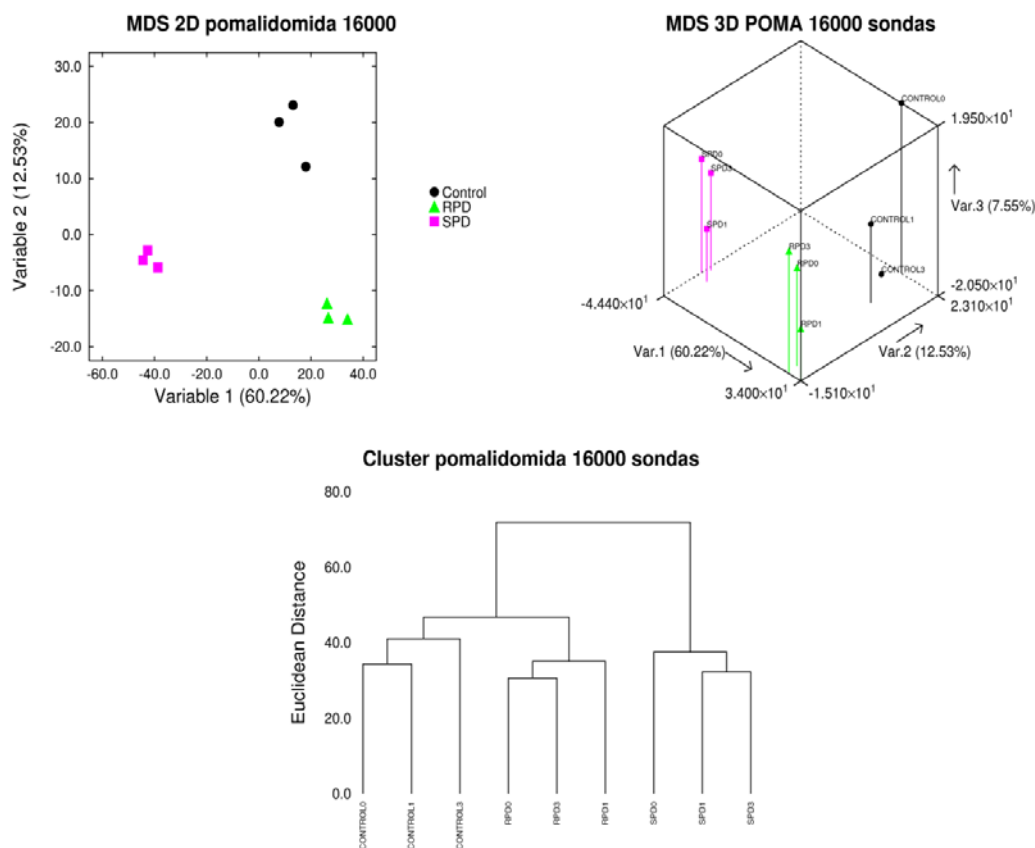 MDS 2D pomalidomida 16000
30.0
20.0
10.0
0.0
-10.0
-20.0
Variable 2 (12.53%)
-60.0 -40.0 -20.0 0.0 20.0 40.0
Variable 1 (60.22%)
Control
RPD
SPD
MDS 3D POMA 16000 sondas
CONTROL0
1.950×10¹
SPD0
SPD3
Var.3 (7.55%)
SPD1
CONTROL1
RPD3
RPD0
CONTROL3
-4.440×10¹
-2.050×10¹
2.310×10¹
RPD1
Var.1 (60.22%)
Var.2 (12.53%)
3.400×10¹
-1.510×10¹
Cluster pomalidomida 16000 sondas
80.0
60.0
40.0
20.0
0.0
Euclidean Distance
CONTROL0
CONTROL1
CONTROL3
RPD0
RPD3
RPD1
SPD0
SPD1
SPD3